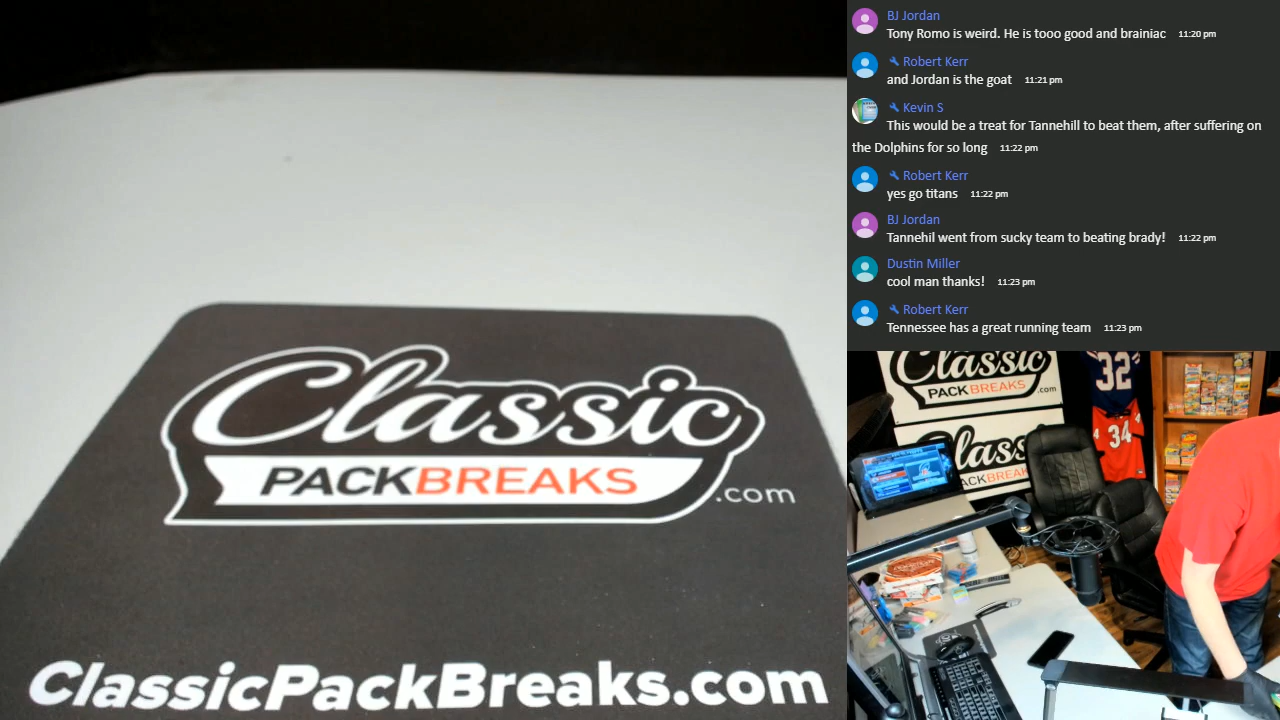 Classic
PACKBREAKS
.com
ClassicPackBreaks.com
BJ Jordan
Tony Romo is weird. He is tooo good and brainiac 11:20 pm
Robert Kerr
and Jordan is the goat 11:21 pm
Kevin S
This would be a treat for Tannehill to beat them, after suffering on
the Dolphins for so long 11:22 pm
Robert Kerr
yes go titans 11:22 pm
BJ Jordan
Tannehil went from sucky team to beating brady! 11:22 pm
Dustin Miller
cool man thanks! 11:23 pm
Robert Kerr
Tennessee has a great running team 11:23 pm
Classic
PACKBREAKS.com
32
Class
ACKBREAKS
4 34